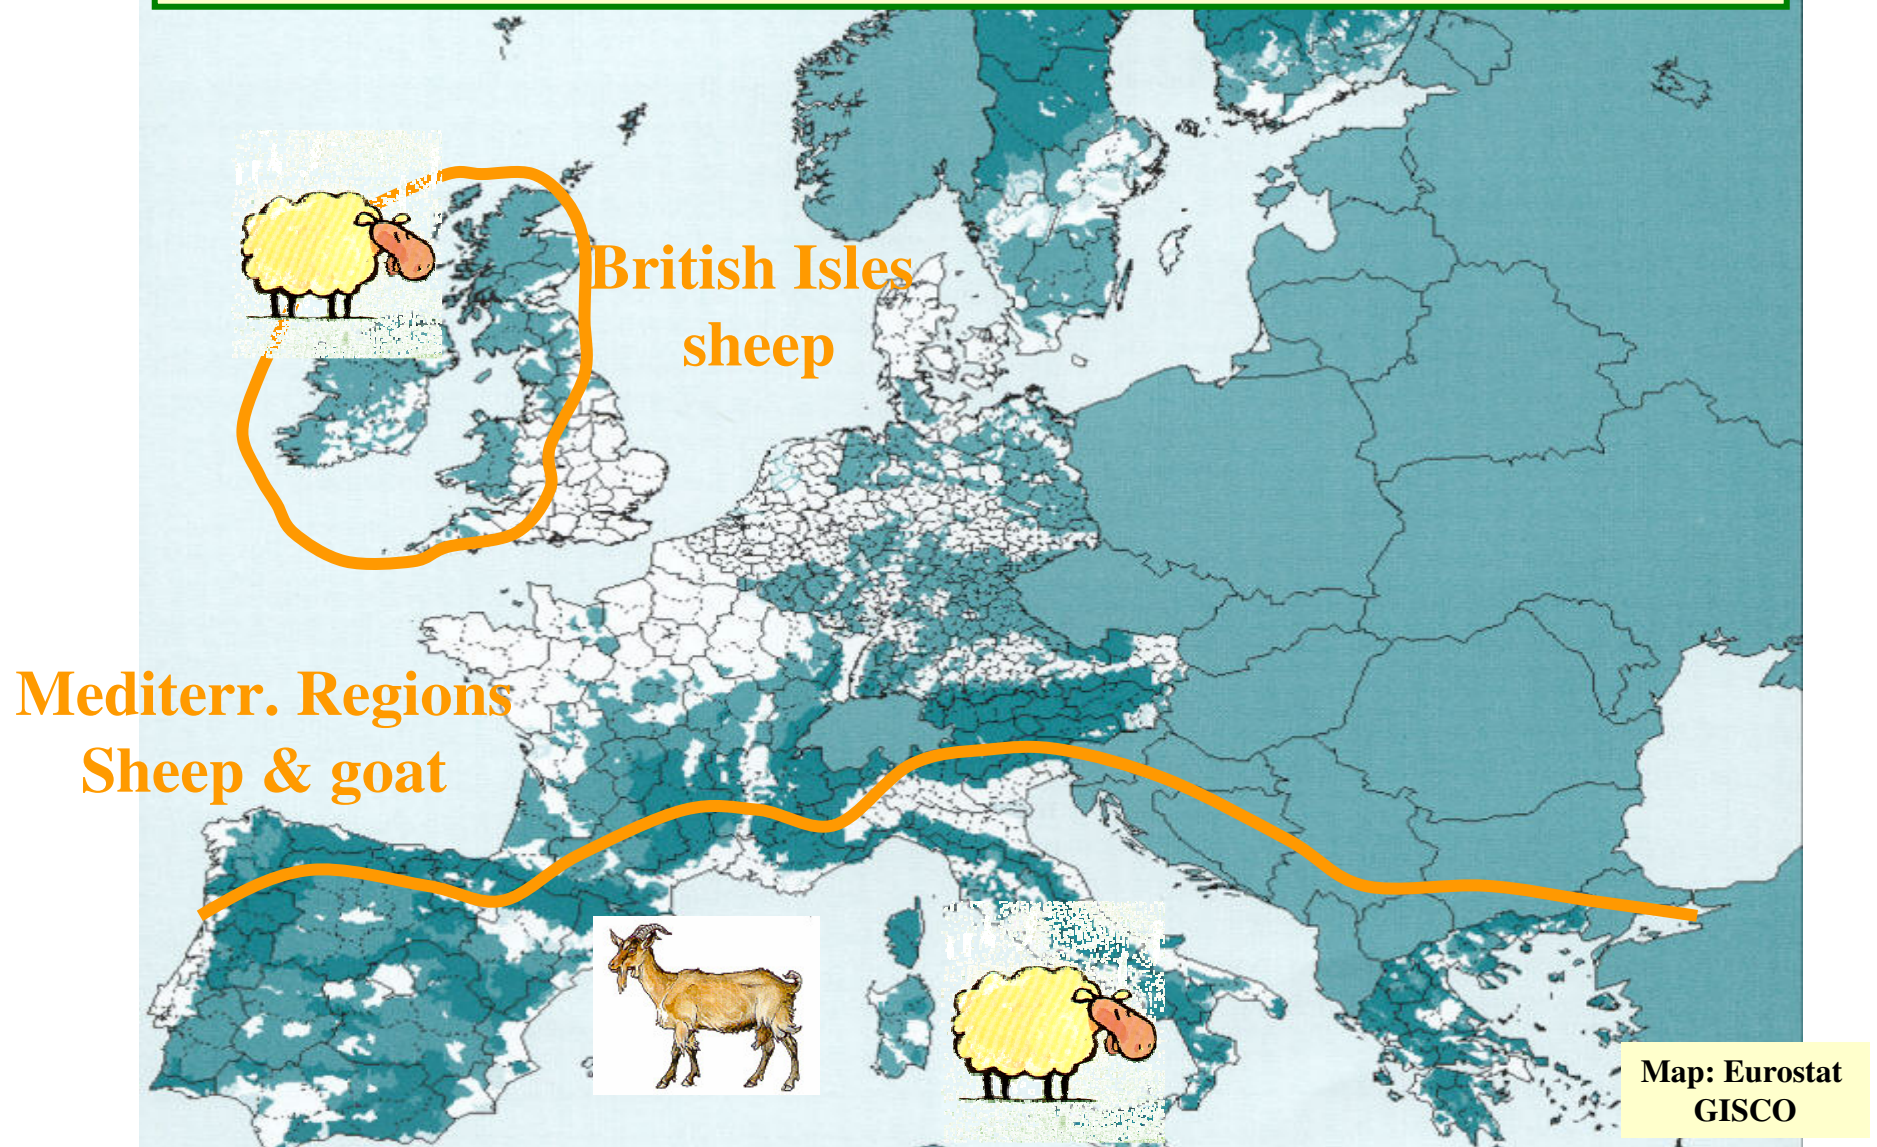 British Isles
sheep
Mediterr. Regions
Sheep & goat
Map: Eurostat
GISCO